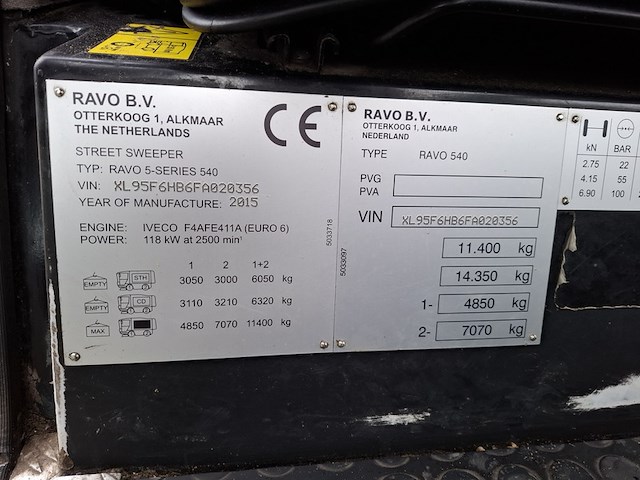 RAVO B.V.
OTTERKOOG 1, ALKMAAR
THE NETHERLANDS
CE
STREET SWEEPER
TYP: RAVO 5-SERIES 540
VIN: XL95F6HB6FA020356
YEAR OF MANUFACTURE: 2015
ENGINE: IVECO F4AFE411A (EURO 6)
POWER: 118 kW at 2500 min¹
1 2 1+2
EMPTY STH 3050 3000 6050 kg
EMPTY CD 3110 3210 6320 kg
MAX 4850 7070 11400 kg
5033718
RAVO B.V.
OTTERKOOG 1, ALKMAAR
NEDERLAND
TYPE RAVO 540
PVG
PVA
VIN XL95F6HB6FA020356
11.400 kg
14.350 kg
1- 4850 kg
2- 7070 kg
5033097
kN BAR
2.75 22
4.15 55
6.90 100